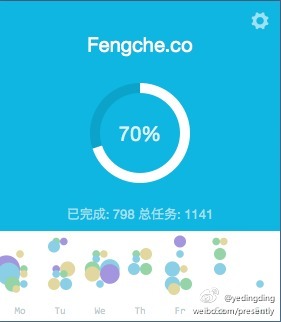 Fengche.co
70%
已完成: 798 总任务: 1141
Mo Tu We Th Fr
@yedingding
weibo.com/presently